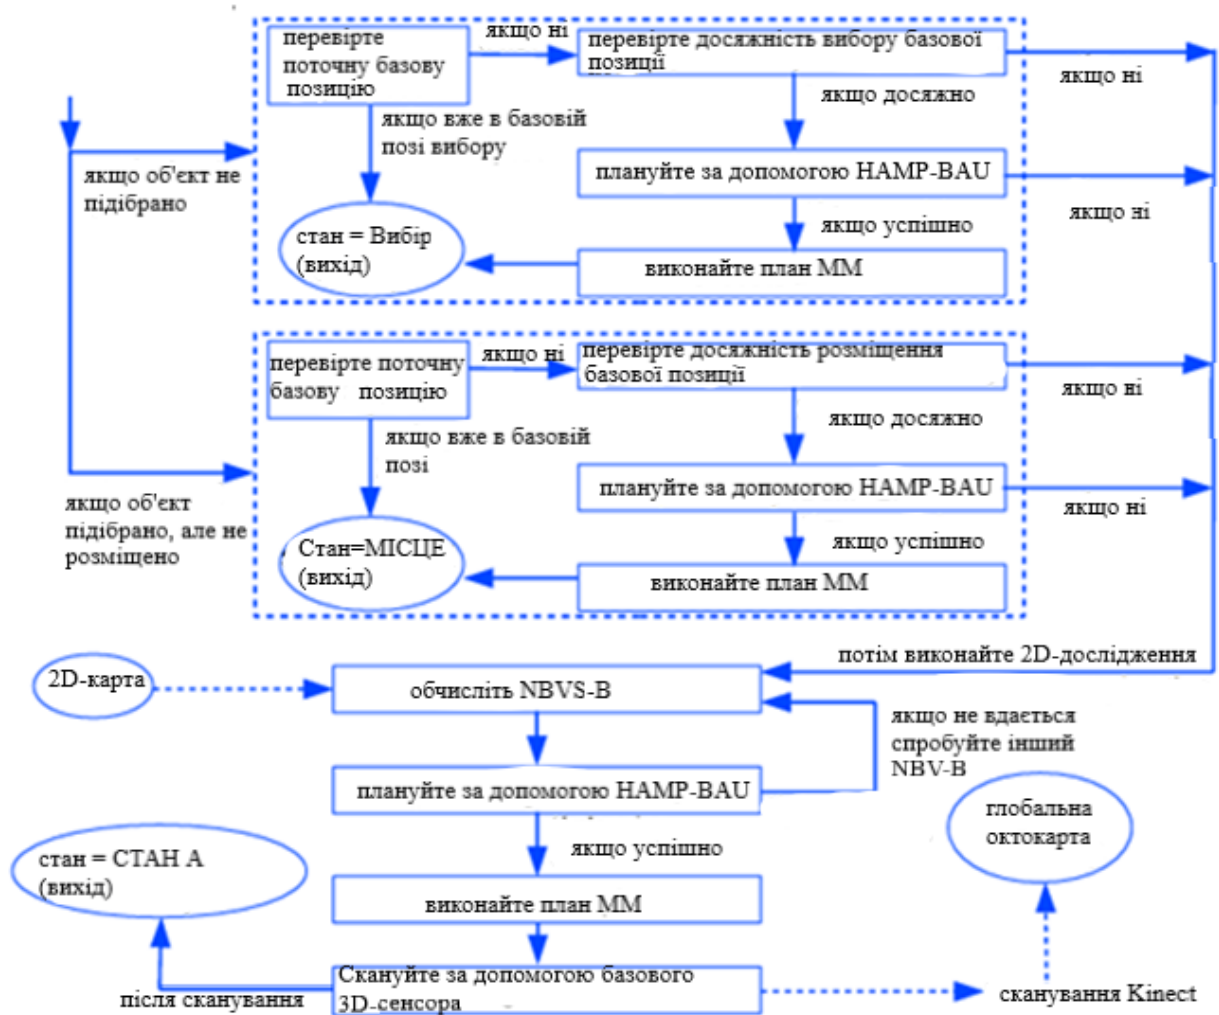 перевірте
поточну базову
позицію
якщо ні
перевірте досяжність вибору базової
позиції
якщо ні
якщо досяжно
якщо вже в базовій
позі вибору
якщо об'єкт не
підібрано
плануйте за допомогою HAMP-BAU
якщо ні
якщо успішно
стан = Вибір
(вихід)
виконайте план ММ
перевірте поточну
базову позицію
якщо ні
перевірте досяжність розміщення
базової позиції
якщо ні
якщо досяжно
якщо вже в базовій
позі
якщо об'єкт
підібрано, але не
розміщено
плануйте за допомогою HAMP-BAU
якщо ні
якщо успішно
Стан=МІСЦЕ
(вихід)
виконайте план ММ
потім виконайте 2D-дослідження
2D-карта
обчисліть NBVS-B
якщо не вдається
спробуйте інший
NBV-B
плануйте за допомогою HAMP-BAU
глобальна
октокарта
якщо успішно
стан = СТАН А
(вихід)
виконайте план ММ
Скануйте за допомогою базового
3D-сенсора
після сканування
сканування Kinect